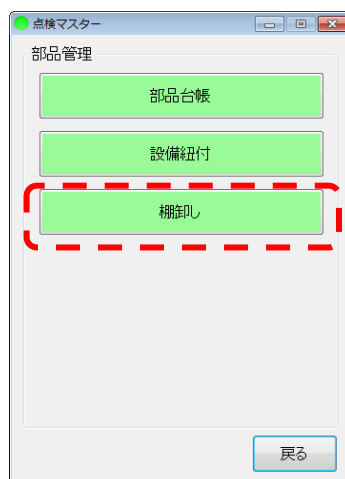 点検マスター
部品管理
部品台帳
設備紐付
棚卸し
戻る